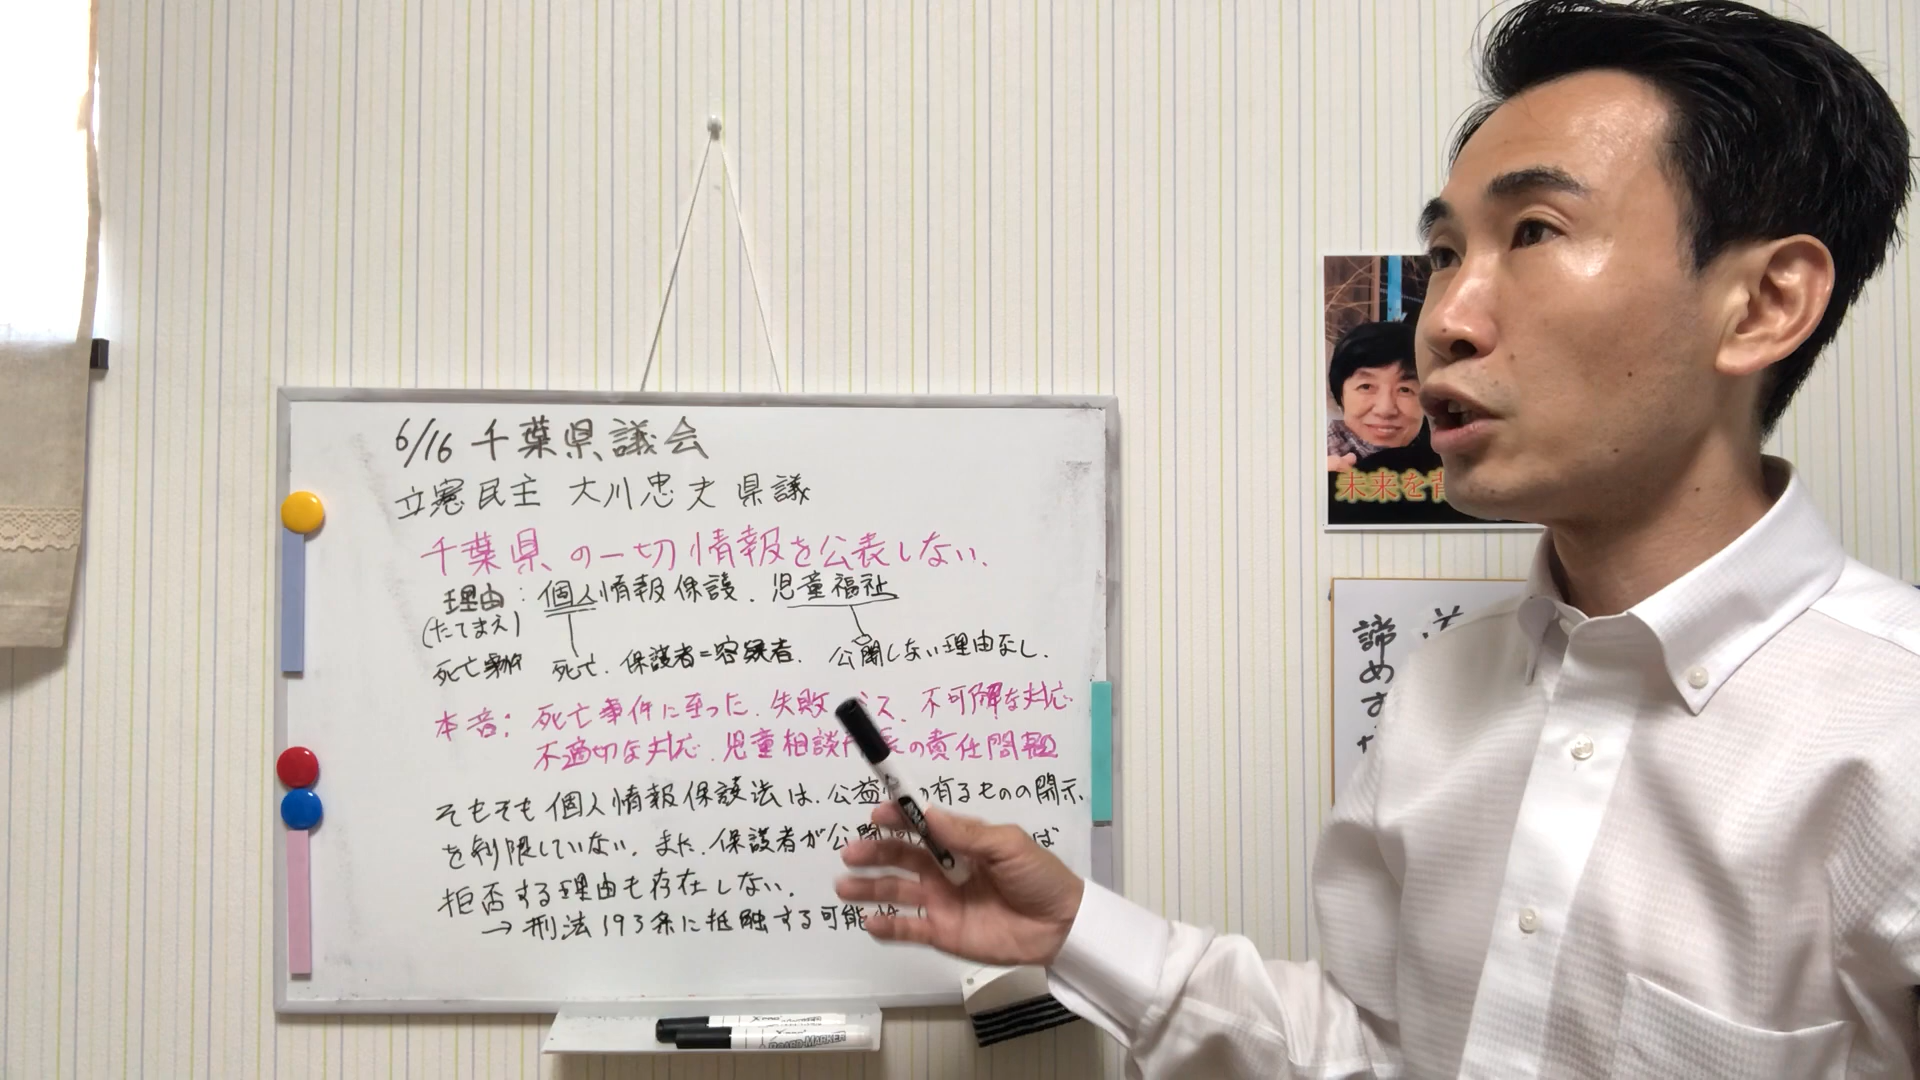 6/16 千葉県議会
立憲民主 大川忠夫 県議
千葉県の一切情報を公表しない.
理由: 個人情報保護. 児童福祉
(たてまえ)
死亡事件 死亡. 保護者=容疑者. 公開しない理由なし.
本音: 死亡事件に至った. 失敗 ス. 不可解な対応
不適切な対応. 児童相談 長の責任問題
そもそも個人情報保護法は. 公益 有るものの開示
を制限していない. また. 保護者が公開 ば
拒否する理由も存在しない.
→ 刑法193条に抵触する可能
未来を
諦めす
BOARD MARKER